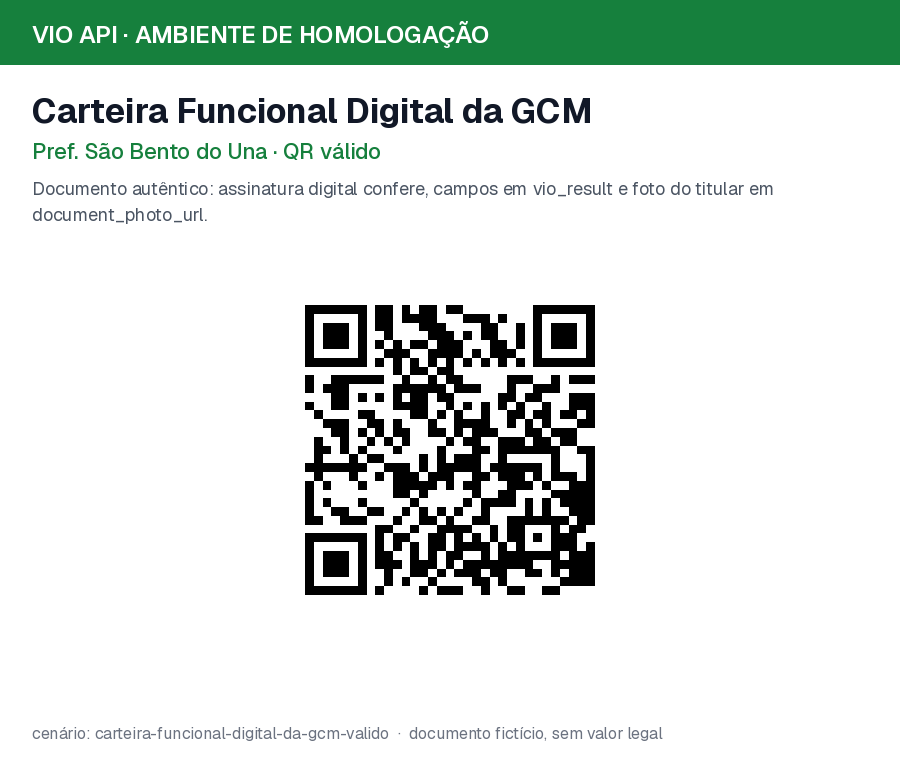 VIO API · AMBIENTE DE HOMOLOGAÇÃO
Carteira Funcional Digital da GCM
Pref. São Bento do Una · QR válido
Documento autêntico: assinatura digital confere, campos em vio_result e foto do titular em
document_photo_url.
cenário: carteira-funcional-digital-da-gcm-valido · documento fictício, sem valor legal